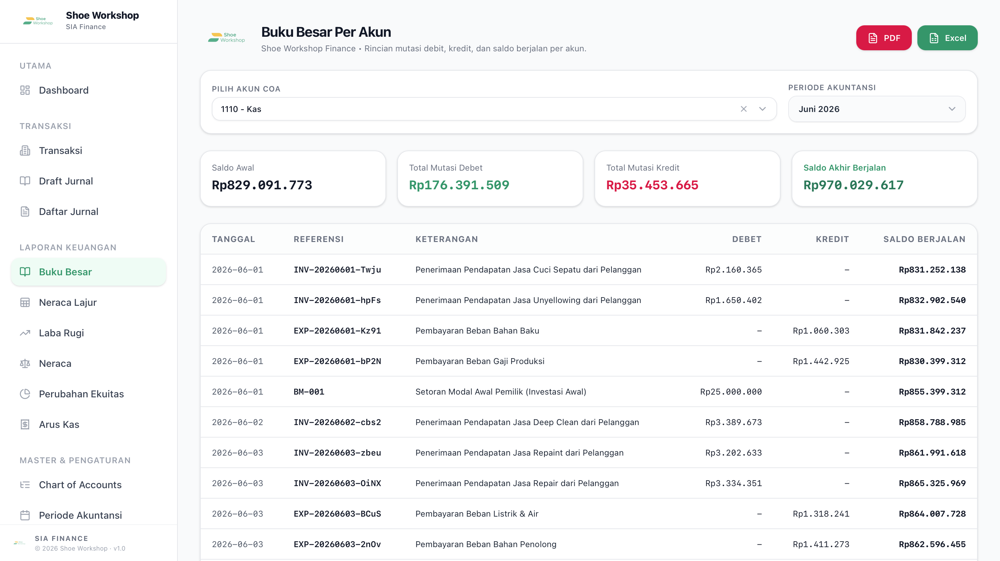 Shoe
Workshop
Shoe Workshop
SIA Finance
UTAMA
Dashboard
TRANSAKSI
Transaksi
Draft Jurnal
Daftar Jurnal
LAPORAN KEUANGAN
Buku Besar
Neraca Lajur
Laba Rugi
Neraca
Perubahan Ekuitas
Arus Kas
MASTER & PENGATURAN
Chart of Accounts
Periode Akuntansi
SIA FINANCE
© 2026 Shoe Workshop · v1.0
Shoe
Workshop
Buku Besar Per Akun
Shoe Workshop Finance • Rincian mutasi debit, kredit, dan saldo berjalan per akun.
PDF
Excel
PILIH AKUN COA
1110 - Kas
PERIODE AKUNTANSI
Juni 2026
Saldo Awal
Rp829.091.773
Total Mutasi Debet
Rp176.391.509
Total Mutasi Kredit
Rp35.453.665
Saldo Akhir Berjalan
Rp970.029.617
TANGGAL REFERENSI KETERANGAN DEBET KREDIT SALDO BERJALAN
2026-06-01 INV-20260601-Twju Penerimaan Pendapatan Jasa Cuci Sepatu dari Pelanggan Rp2.160.365 – Rp831.252.138
2026-06-01 INV-20260601-hpFs Penerimaan Pendapatan Jasa Unyellowing dari Pelanggan Rp1.650.402 – Rp832.902.540
2026-06-01 EXP-20260601-Kz91 Pembayaran Beban Bahan Baku – Rp1.060.303 Rp831.842.237
2026-06-01 EXP-20260601-bP2N Pembayaran Beban Gaji Produksi – Rp1.442.925 Rp830.399.312
2026-06-01 BM-001 Setoran Modal Awal Pemilik (Investasi Awal) Rp25.000.000 – Rp855.399.312
2026-06-02 INV-20260602-cbs2 Penerimaan Pendapatan Jasa Deep Clean dari Pelanggan Rp3.389.673 – Rp858.788.985
2026-06-03 INV-20260603-zbeu Penerimaan Pendapatan Jasa Repaint dari Pelanggan Rp3.202.633 – Rp861.991.618
2026-06-03 INV-20260603-OiNX Penerimaan Pendapatan Jasa Repair dari Pelanggan Rp3.334.351 – Rp865.325.969
2026-06-03 EXP-20260603-BCuS Pembayaran Beban Listrik & Air – Rp1.318.241 Rp864.007.728
2026-06-03 EXP-20260603-2nOv Pembayaran Beban Bahan Penolong – Rp1.411.273 Rp862.596.455